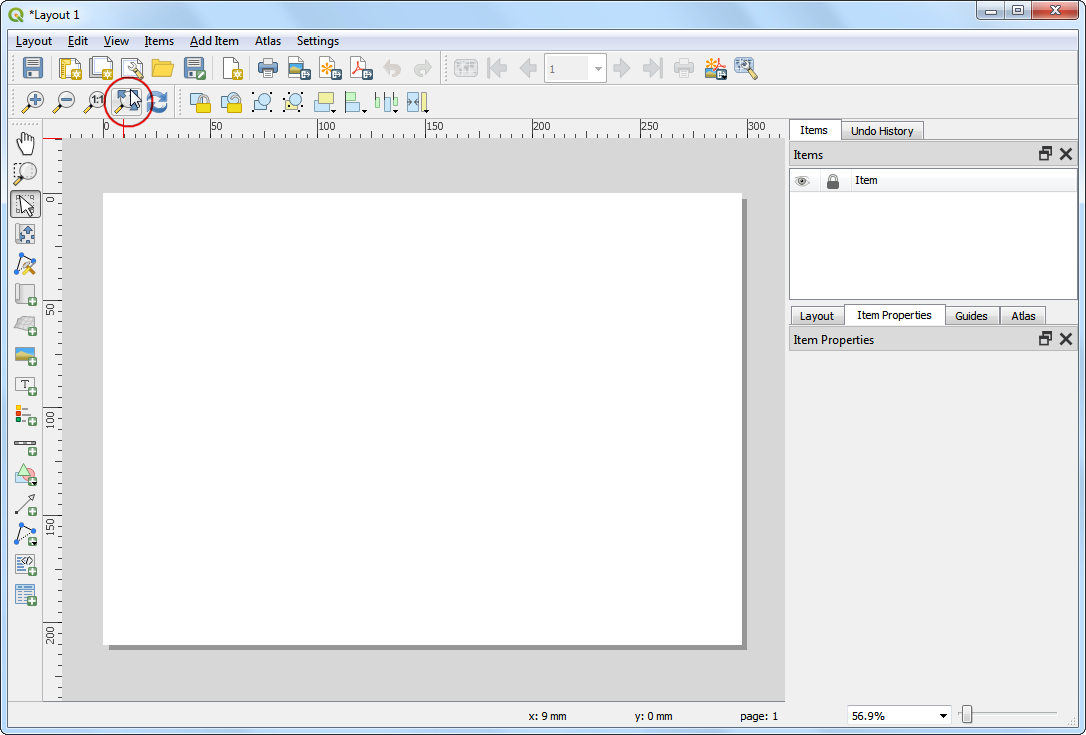 *Layout 1
Layout Edit View Items Add Item Atlas Settings
1
1:1
0 50 100 150 200 250 300
Items Undo History
Items
Item
0
50
100
150
200
T
Layout Item Properties Guides Atlas
Item Properties
x: 9 mm y: 0 mm page: 1 56.9%